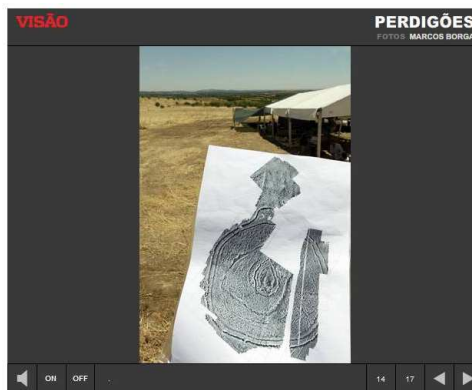 VISÃO
PERDIGÕES
FOTOS MARCOS BORGA
ON OFF
14 17